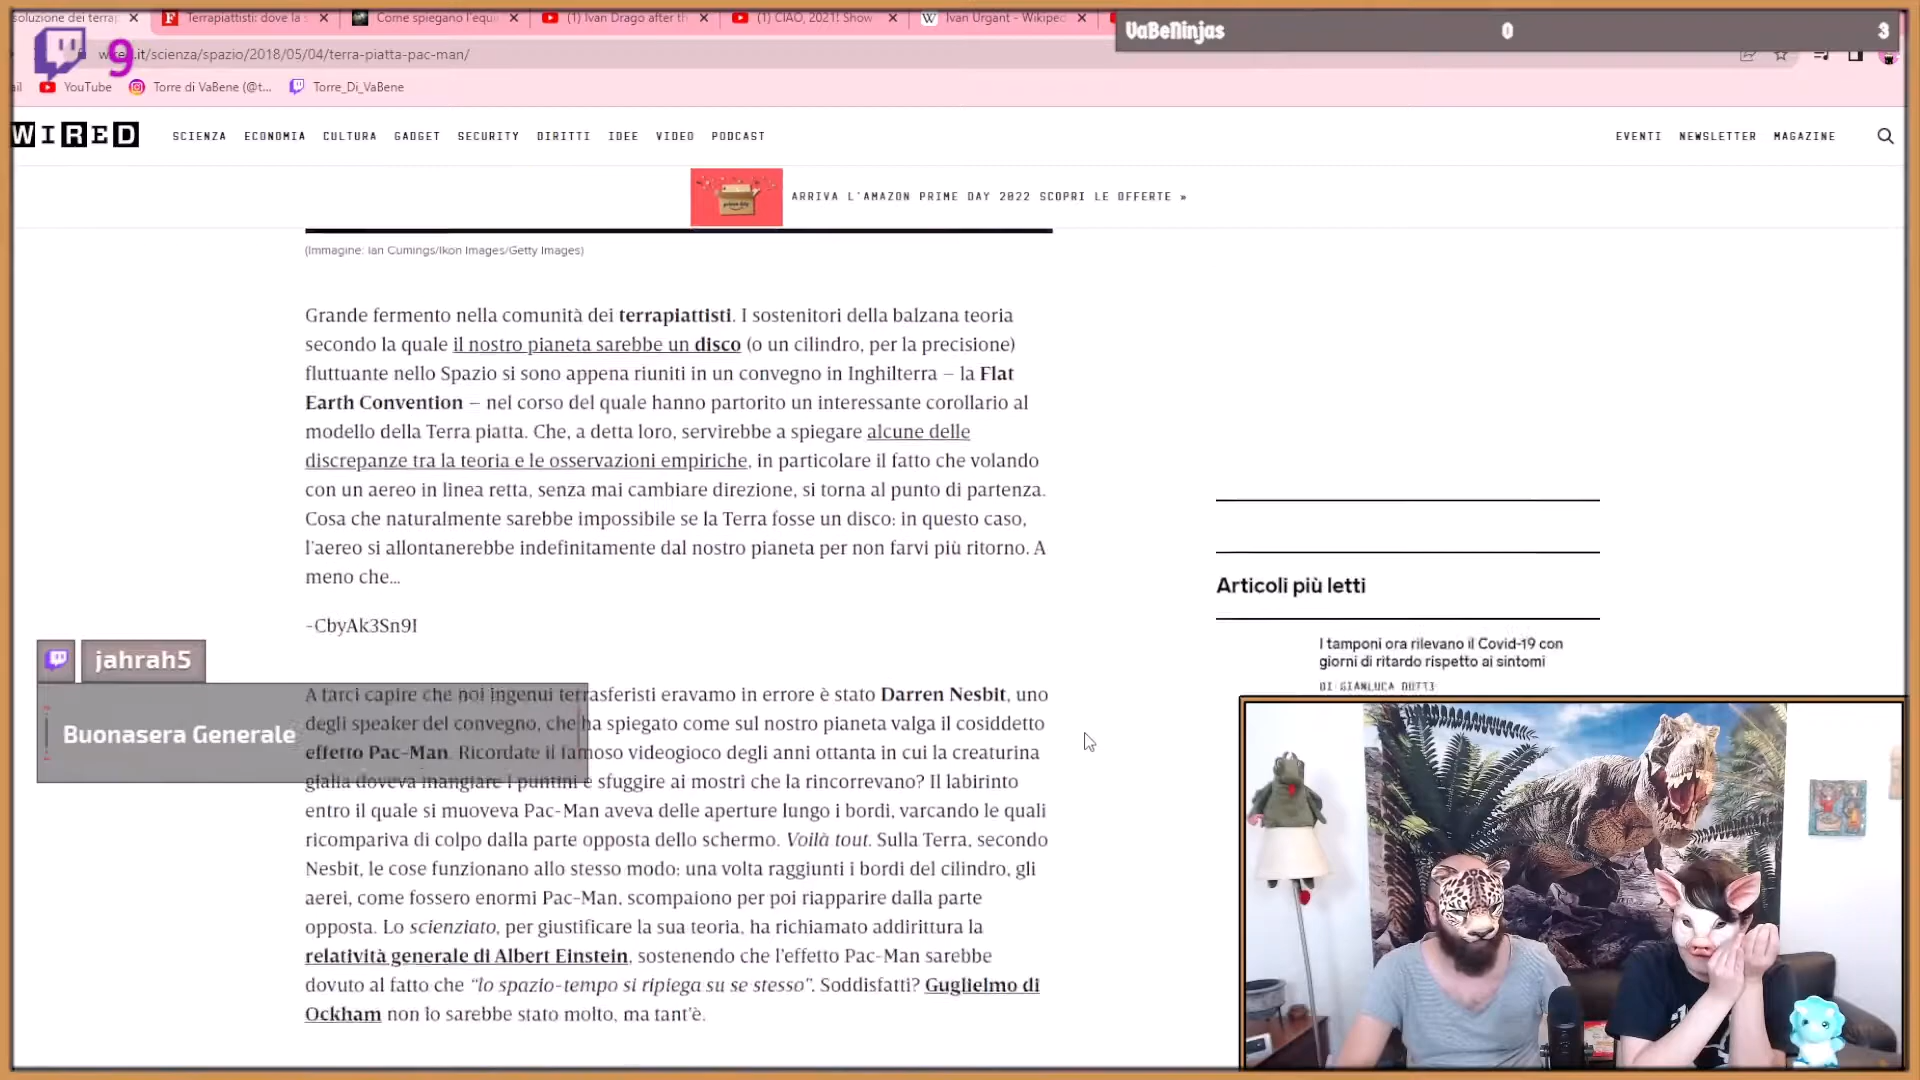 soluzione dei terrap
Terrapiattisti: dove la s
Come spiegano l'equi
(1) Ivan Drago after th
(1) CIAO, 2021! Show
Ivan Urgant - Wikiped
VaBeNinjas 0 3
9
wired.it/scienza/spazio/2018/05/04/terra-piatta-pac-man/
ail
YouTube
Torre di VaBene (@t...
Torre_Di_VaBene
WIRED
SCIENZA ECONOMIA CULTURA GADGET SECURITY DIRITTI IDEE VIDEO PODCAST
EVENTI NEWSLETTER MAGAZINE
ARRIVA L'AMAZON PRIME DAY 2022 SCOPRI LE OFFERTE »
(Immagine: Ian Cumings/Ikon Images/Getty Images)
Grande fermento nella comunità dei terrapiattisti. I sostenitori della balzana teoria
secondo la quale il nostro pianeta sarebbe un disco (o un cilindro, per la precisione)
fluttuante nello Spazio si sono appena riuniti in un convegno in Inghilterra – la Flat
Earth Convention – nel corso del quale hanno partorito un interessante corollario al
modello della Terra piatta. Che, a detta loro, servirebbe a spiegare alcune delle
discrepanze tra la teoria e le osservazioni empiriche, in particolare il fatto che volando
con un aereo in linea retta, senza mai cambiare direzione, si torna al punto di partenza.
Cosa che naturalmente sarebbe impossibile se la Terra fosse un disco: in questo caso,
l'aereo si allontanerebbe indefinitamente dal nostro pianeta per non farvi più ritorno. A
meno che…
-CbyAk3Sn9I
jahrah5
Buonasera Generale
A farci capire che noi ingenui terrasferisti eravamo in errore è stato Darren Nesbit, uno
degli speaker del convegno, che ha spiegato come sul nostro pianeta valga il cosiddetto
effetto Pac-Man. Ricordate il famoso videogioco degli anni ottanta in cui la creaturina
gialla doveva mangiare i puntini e sfuggire ai mostri che la rincorrevano? Il labirinto
entro il quale si muoveva Pac-Man aveva delle aperture lungo i bordi, varcando le quali
ricompariva di colpo dalla parte opposta dello schermo. Voilà tout. Sulla Terra, secondo
Nesbit, le cose funzionano allo stesso modo: una volta raggiunti i bordi del cilindro, gli
aerei, come fossero enormi Pac-Man, scompaiono per poi riapparire dalla parte
opposta. Lo scienziato, per giustificare la sua teoria, ha richiamato addirittura la
relatività generale di Albert Einstein, sostenendo che l'effetto Pac-Man sarebbe
dovuto al fatto che "lo spazio-tempo si ripiega su se stesso". Soddisfatti? Guglielmo di
Ockham non lo sarebbe stato molto, ma tant'è.
Articoli più letti
I tamponi ora rilevano il Covid-19 con
giorni di ritardo rispetto ai sintomi
DI GIANLUCA DOTTI